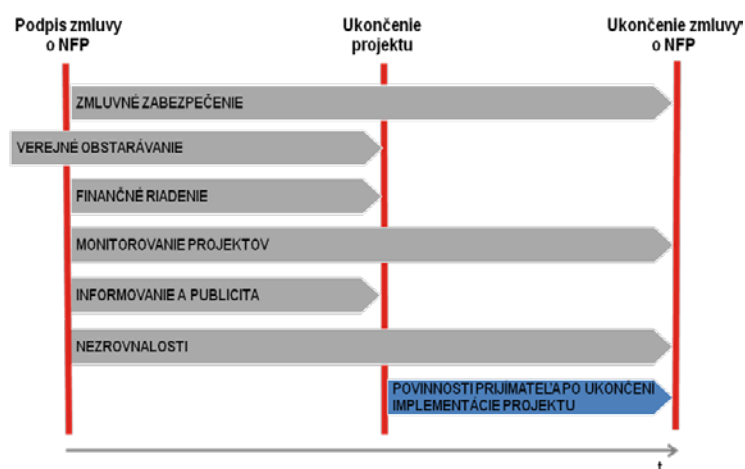 Podpis zmluvy
o NFP
Ukončenie
projektu
Ukončenie zmluvy
o NFP
ZMLUVNÉ ZABEZPEČENIE
VEREJNÉ OBSTARÁVANIE
FINANČNÉ RIADENIE
MONITOROVANIE PROJEKTOV
INFORMOVANIE A PUBLICITA
NEZROVNALOSTI
POVINNOSTI PRIJÍMATEĽA PO UKONČENÍ
IMPLEMENTÁCIE PROJEKTU
t